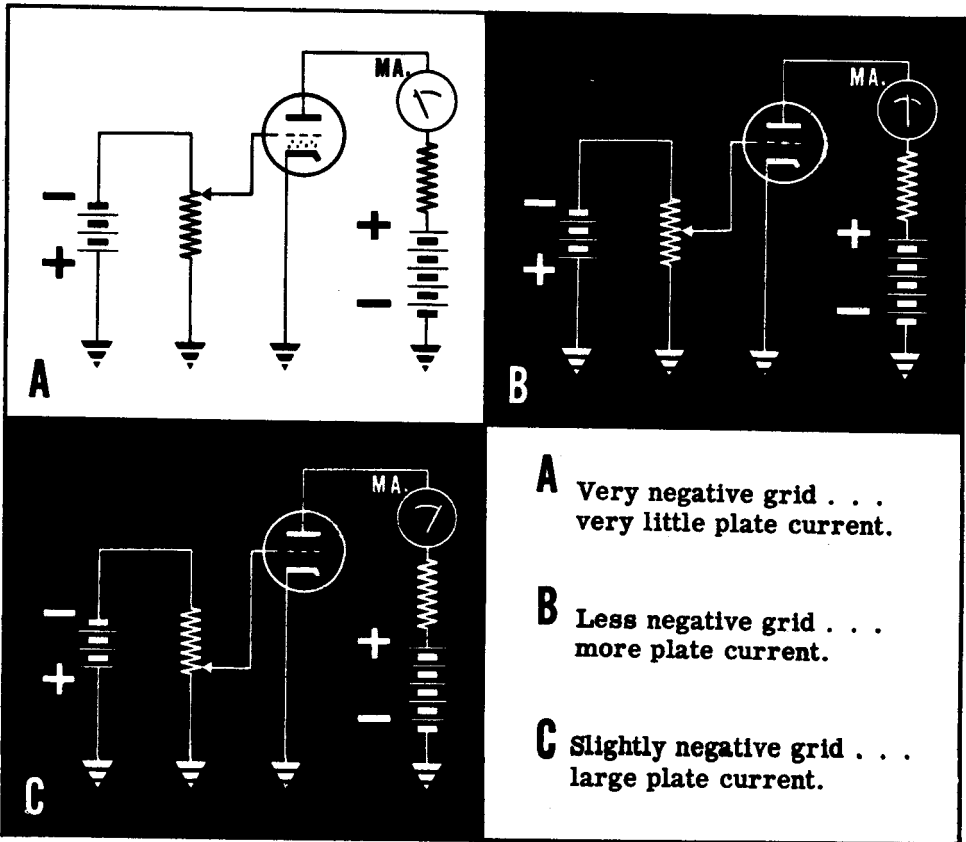 MA.
−
+
+
−
A
MA.
−
+
+
−
B
MA.
−
+
+
−
C
A Very negative grid . . .
very little plate current.
B Less negative grid . . .
more plate current.
C Slightly negative grid . . .
large plate current.